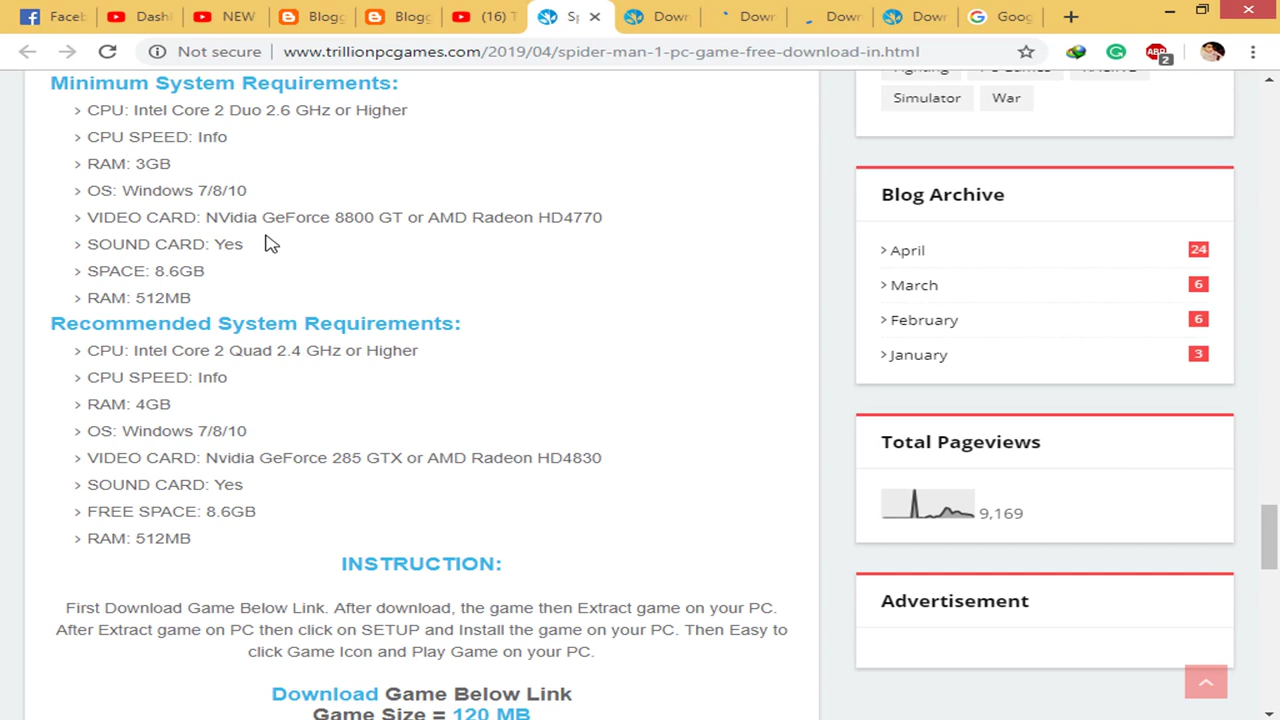 Faceb
Dashl
NEW
Blogg
Blogg
(16) T
Sp
Down
Down
Down
Down
Goog
Not secure
www.trillionpcgames.com/2019/04/spider-man-1-pc-game-free-download-in.html
ABP
2
Minimum System Requirements:
> CPU: Intel Core 2 Duo 2.6 GHz or Higher
> CPU SPEED: Info
> RAM: 3GB
> OS: Windows 7/8/10
> VIDEO CARD: NVidia GeForce 8800 GT or AMD Radeon HD4770
> SOUND CARD: Yes
> SPACE: 8.6GB
> RAM: 512MB
Recommended System Requirements:
> CPU: Intel Core 2 Quad 2.4 GHz or Higher
> CPU SPEED: Info
> RAM: 4GB
> OS: Windows 7/8/10
> VIDEO CARD: Nvidia GeForce 285 GTX or AMD Radeon HD4830
> SOUND CARD: Yes
> FREE SPACE: 8.6GB
> RAM: 512MB
INSTRUCTION:
First Download Game Below Link. After download, the game then Extract game on your PC.
After Extract game on PC then click on SETUP and Install the game on your PC. Then Easy to
click Game Icon and Play Game on your PC.
Download Game Below Link
Game Size = 120 MB
Simulator
War
Blog Archive
> April 24
> March 6
> February 6
> January 3
Total Pageviews
9,169
Advertisement